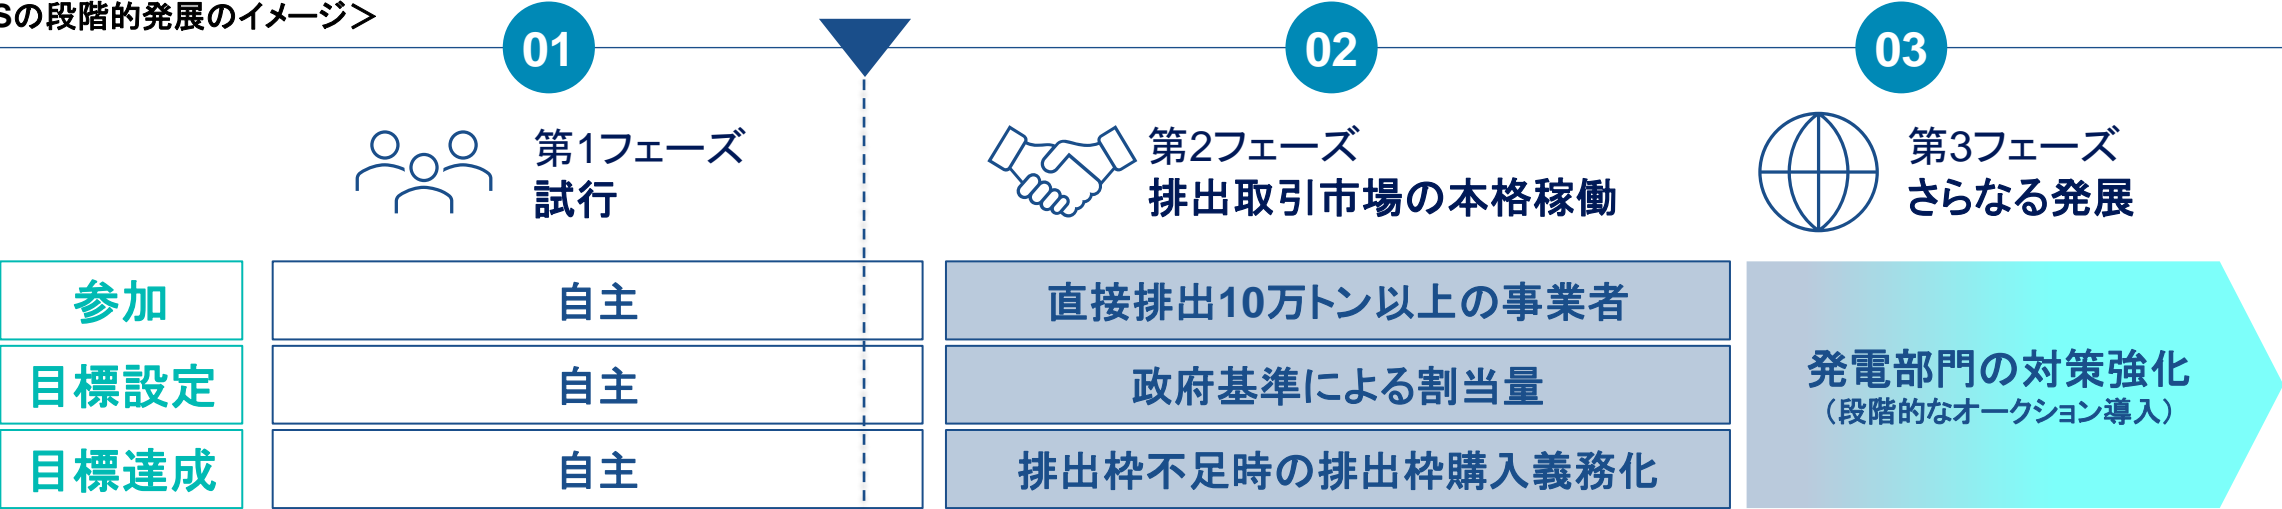 Sの段階的発展のイメージ＞
01
02
03
第1フェーズ
試行
第2フェーズ
排出取引市場の本格稼働
第3フェーズ
さらなる発展
参加
自主
直接排出10万トン以上の事業者
目標設定
自主
政府基準による割当量
発電部門の対策強化
（段階的なオークション導入）
目標達成
自主
排出枠不足時の排出枠購入義務化